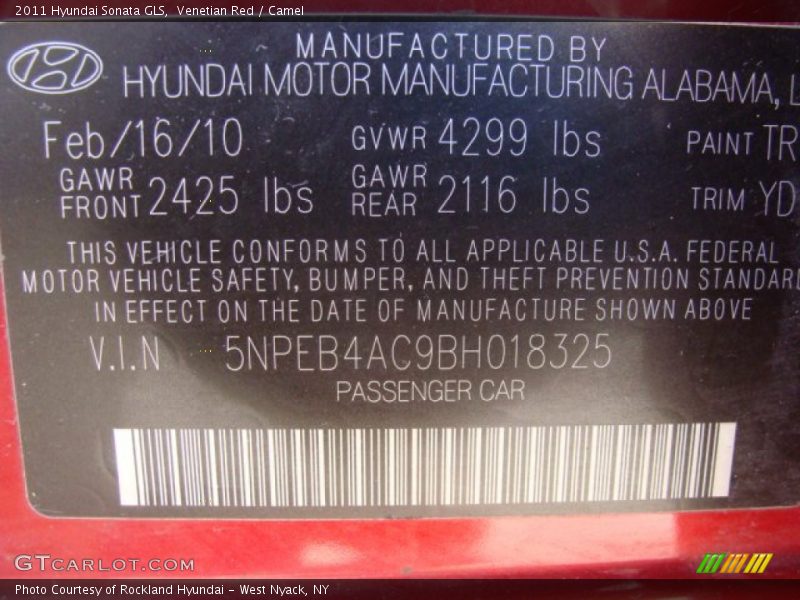 2011 Hyundai Sonata GLS, Venetian Red / Camel
MANUFACTURED BY
HYUNDAI MOTOR MANUFACTURING ALABAMA, L
Feb/16/10 GVWR 4299 lbs PAINT TR
GAWR FRONT 2425 lbs GAWR REAR 2116 lbs TRIM YD
THIS VEHICLE CONFORMS TO ALL APPLICABLE U.S.A. FEDERAL
MOTOR VEHICLE SAFETY, BUMPER, AND THEFT PREVENTION STANDARD
IN EFFECT ON THE DATE OF MANUFACTURE SHOWN ABOVE
V.I.N 5NPEB4AC9BH018325
PASSENGER CAR
GTCARLOT.COM
Photo Courtesy of Rockland Hyundai - West Nyack, NY